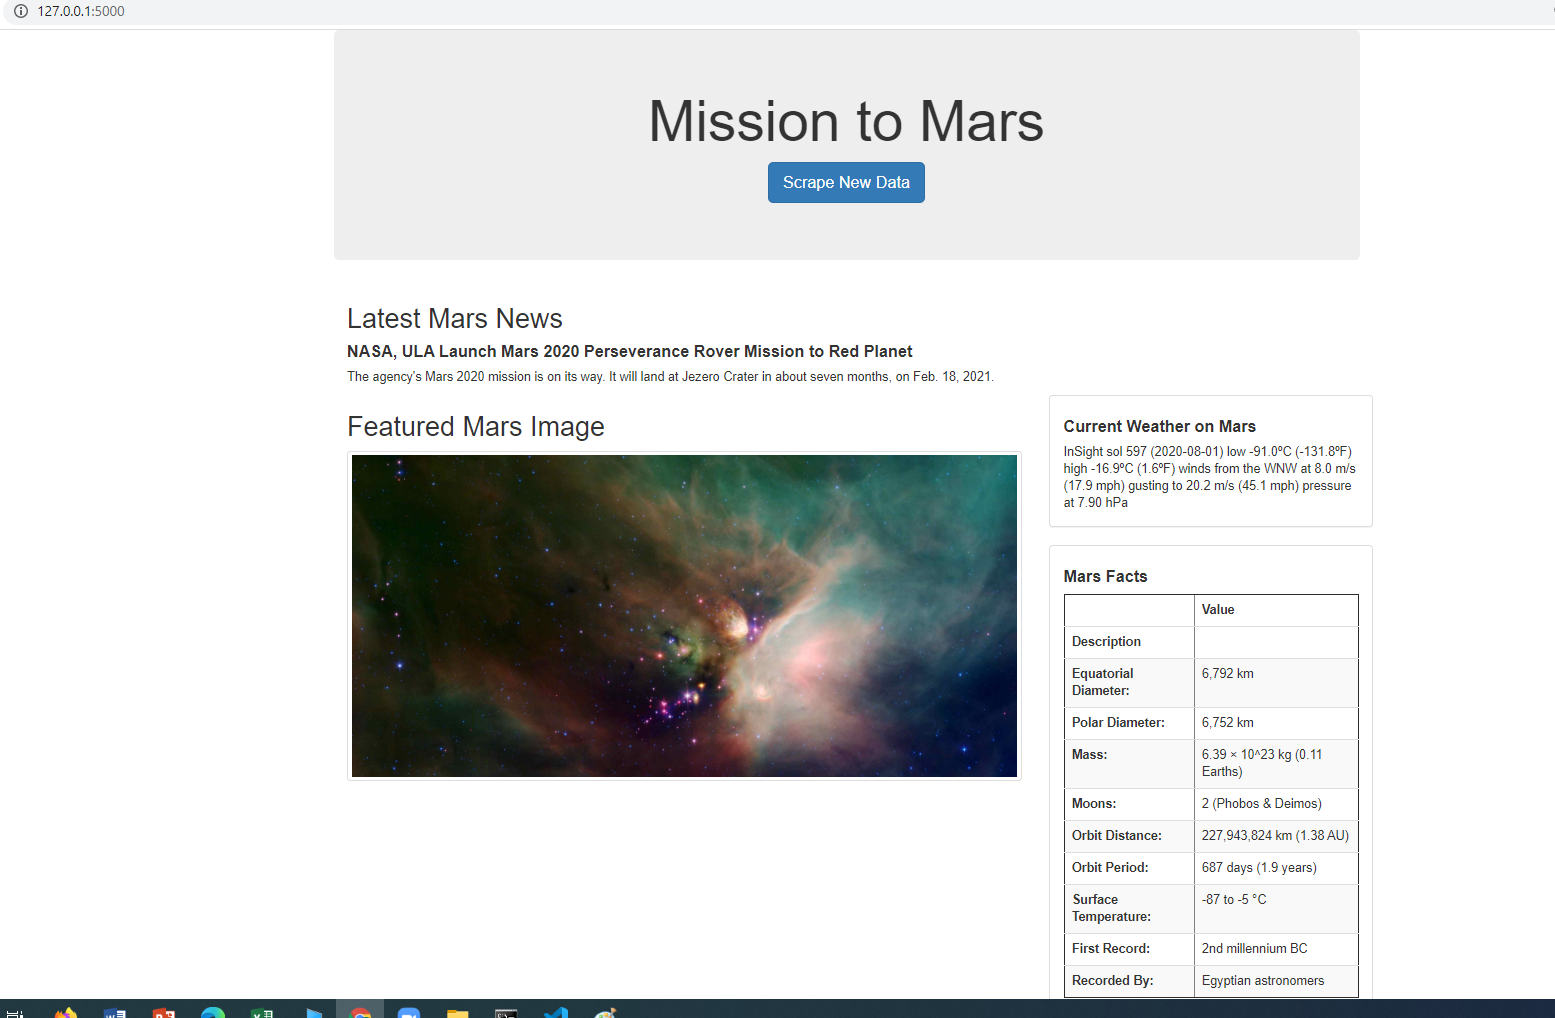 127.0.0.1:5000
Mission to Mars
Scrape New Data
Latest Mars News
NASA, ULA Launch Mars 2020 Perseverance Rover Mission to Red Planet
The agency's Mars 2020 mission is on its way. It will land at Jezero Crater in about seven months, on Feb. 18, 2021.
Featured Mars Image
Current Weather on Mars
InSight sol 597 (2020-08-01) low -91.0ºC (-131.8ºF)
high -16.9ºC (1.6ºF) winds from the WNW at 8.0 m/s
(17.9 mph) gusting to 20.2 m/s (45.1 mph) pressure
at 7.90 hPa
Mars Facts
Value
Description
Equatorial
Diameter:
6,792 km
Polar Diameter:
6,752 km
Mass:
6.39 × 10^23 kg (0.11
Earths)
Moons:
2 (Phobos & Deimos)
Orbit Distance:
227,943,824 km (1.38 AU)
Orbit Period:
687 days (1.9 years)
Surface
Temperature:
-87 to -5 °C
First Record:
2nd millennium BC
Recorded By:
Egyptian astronomers